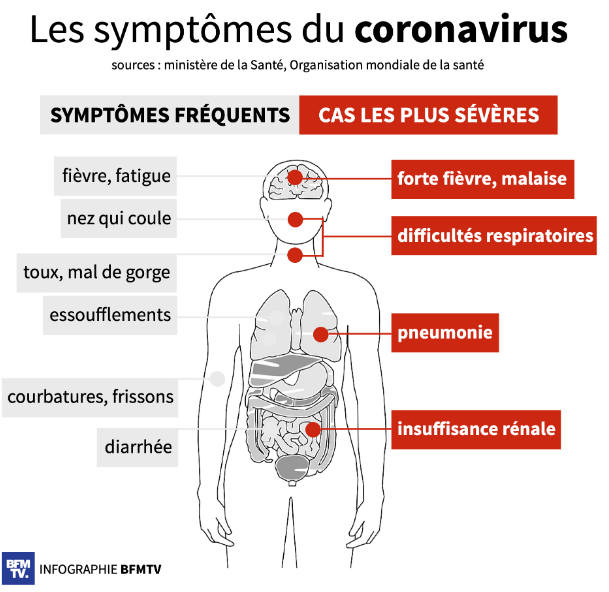 Les symptômes du coronavirus
sources : ministère de la Santé, Organisation mondiale de la santé
SYMPTÔMES FRÉQUENTS
CAS LES PLUS SÉVÈRES
fièvre, fatigue
forte fièvre, malaise
nez qui coule
difficultés respiratoires
toux, mal de gorge
essoufflements
pneumonie
courbatures, frissons
insuffisance rénale
diarrhée
BFM
TV.
INFOGRAPHIE BFMTV